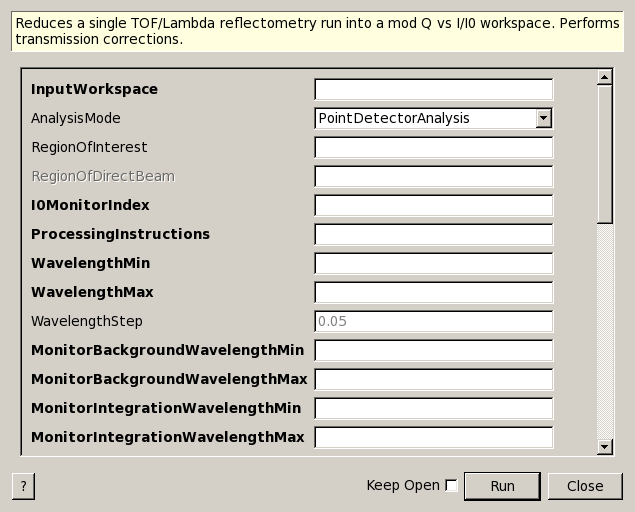 Reduces a single TOF/Lambda reflectometry run into a mod Q vs I/I0 workspace. Performs
transmission corrections.
InputWorkspace
AnalysisMode PointDetectorAnalysis
RegionOfInterest
RegionOfDirectBeam
I0MonitorIndex
ProcessingInstructions
WavelengthMin
WavelengthMax
WavelengthStep 0.05
MonitorBackgroundWavelengthMin
MonitorBackgroundWavelengthMax
MonitorIntegrationWavelengthMin
MonitorIntegrationWavelengthMax
? Keep Open Run Close